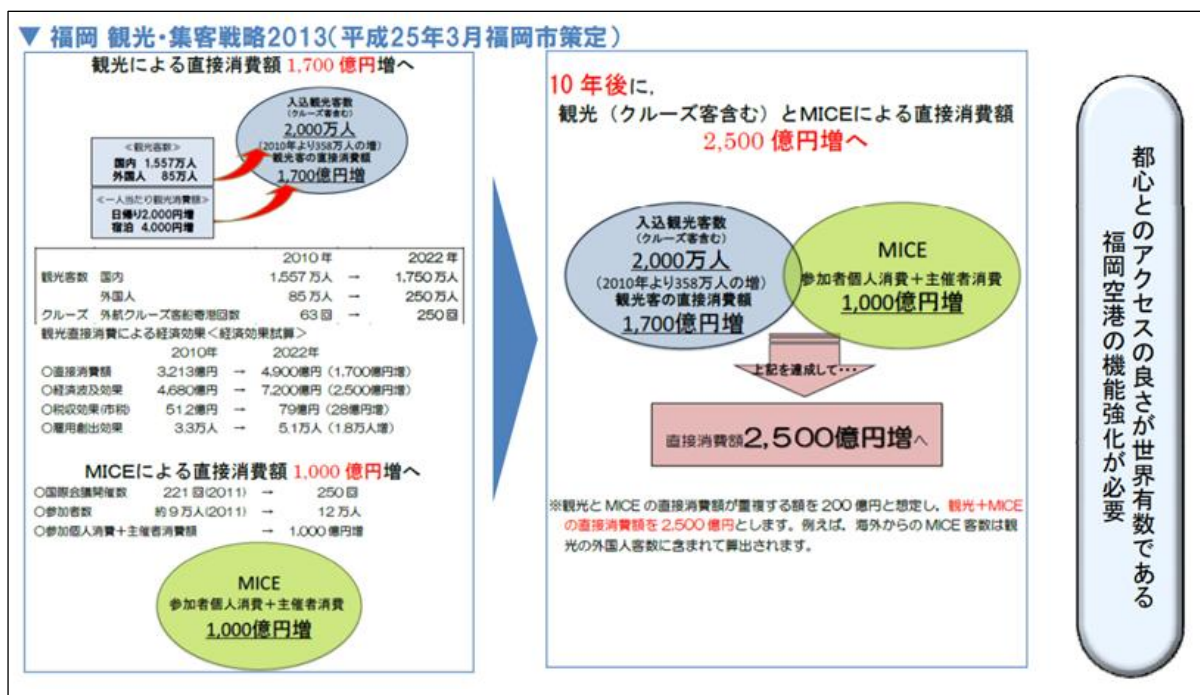 ▼ 福岡 観光・集客戦略2013(平成25年3月福岡市策定)
観光による直接消費額 1,700 億円増へ
入込観光客数
(クルーズ客含む)
2,000万人
(2010年より358万人の増)
観光客の直接消費額
1,700億円増
≪観光客数≫
国内 1,557万人
外国人 85万人
≪一人当たり観光消費額≫
日帰り2,000円増
宿泊 4,000円増
2010年 2022年
観光客数 国内 1,557万人 → 1,750万人
外国人 85万人 → 250万人
クルーズ 外航クルーズ客船寄港回数 63回 → 250回
観光直接消費による経済効果<経済効果試算>
2010年 2022年
○直接消費額 3,213億円 → 4,900億円(1,700億円増)
○経済波及効果 4,680億円 → 7,200億円(2,500億円増)
○税収効果(市税) 51.2億円 → 79億円(28億円増)
○雇用創出効果 3.3万人 → 5.1万人(1.8万人増)
MICEによる直接消費額 1,000 億円増へ
○国際会議開催数 221回(2011) → 250回
○参加者数 約9万人(2011) → 12万人
○参加個人消費+主催者消費額 → 1,000億円増
MICE
参加者個人消費+主催者消費
1,000億円増
10 年後に,
観光(クルーズ客含む)とMICEによる直接消費額
2,500 億円増へ
入込観光客数
(クルーズ客含む)
2,000万人
(2010年より358万人の増)
観光客の直接消費額
1,700億円増
MICE
参加者個人消費+主催者消費
1,000億円増
上記を達成して・・・
直接消費額2,500億円増へ
※観光とMICEの直接消費額が重複する額を200億円と想定し,観光+MICE
の直接消費額を2,500億円とします。例えば,海外からのMICE客数は観
光の外国人客数に含まれて算出されます。
都心とのアクセスの良さが世界有数である
福岡空港の機能強化が必要